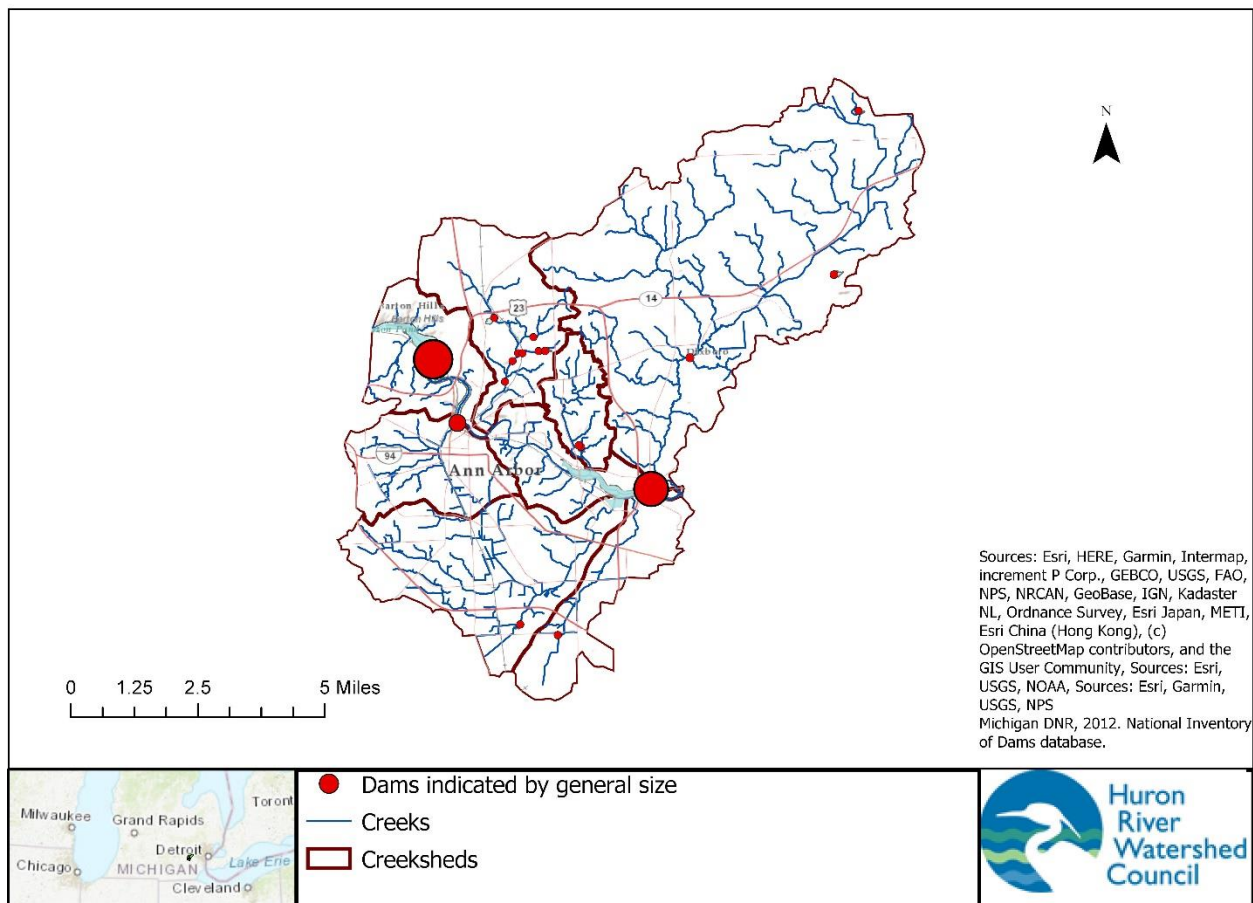 N
14
23
Barton Hills
Barton Hills
Dixboro
94
Ann Arbor
Sources: Esri, HERE, Garmin, Intermap,
increment P Corp., GEBCO, USGS, FAO,
NPS, NRCAN, GeoBase, IGN, Kadaster
NL, Ordnance Survey, Esri Japan, METI,
Esri China (Hong Kong), (c)
OpenStreetMap contributors, and the
GIS User Community, Sources: Esri,
USGS, NOAA, Sources: Esri, Garmin,
USGS, NPS
Michigan DNR, 2012. National Inventory
of Dams database.
0 1.25 2.5 5 Miles
Toront
Milwaukee
Grand Rapids
Detroit
Lake Erie
Chicago
MICHIGAN
Cleveland
Dams indicated by general size
Creeks
Creeksheds
Huron
River
Watershed
Council